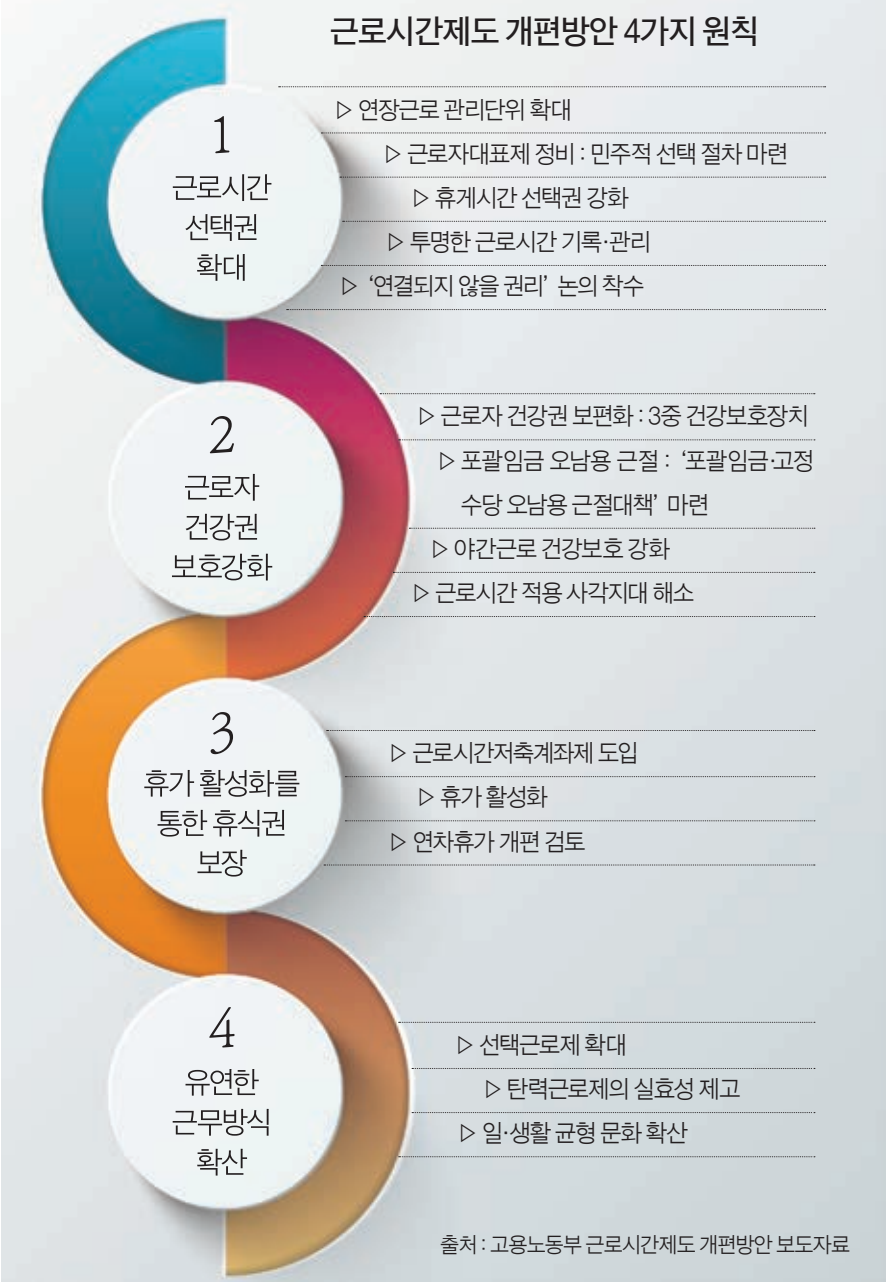 근로시간제도 개편방안 4가지 원칙
1
근로시간
선택권
확대
▷ 연장근로 관리단위 확대
▷ 근로자대표제 정비 : 민주적 선택 절차 마련
▷ 휴게시간 선택권 강화
▷ 투명한 근로시간 기록·관리
▷ ‘연결되지 않을 권리’ 논의 착수
2
근로자
건강권
보호강화
▷ 근로자 건강권 보편화 : 3중 건강보호장치
▷ 포괄임금 오남용 근절 : ‘포괄임금·고정
수당 오남용 근절대책’ 마련
▷ 야간근로 건강보호 강화
▷ 근로시간 적용 사각지대 해소
3
휴가 활성화를
통한 휴식권
보장
▷ 근로시간저축계좌제 도입
▷ 휴가 활성화
▷ 연차휴가 개편 검토
4
유연한
근무방식
확산
▷ 선택근로제 확대
▷ 탄력근로제의 실효성 제고
▷ 일·생활 균형 문화 확산
출처 : 고용노동부 근로시간제도 개편방안 보도자료